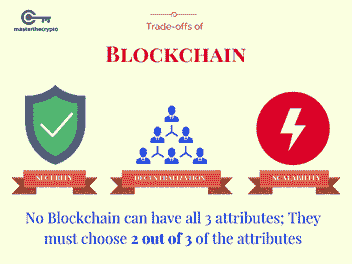 masterthecrypto
Trade-offs of
BLOCKCHAIN
SECURITY
DECENTRALIZATION
SCALABILITY
No Blockchain can have all 3 attributes; They
must choose 2 out of 3 of the attributes